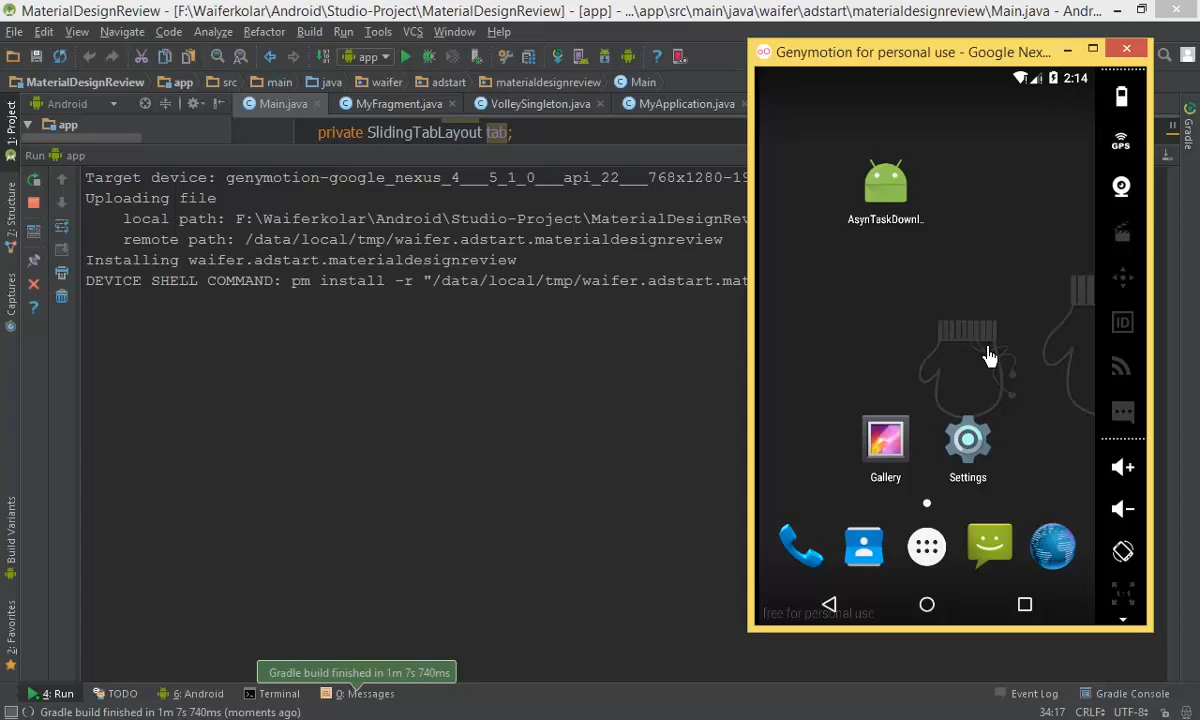 MaterialDesignReview - [F:\Waiferkolar\Android\Studio-Project\MaterialDesignReview] - [app] - ...\app\src\main\java\waifer\adstart\materialdesignreview\Main.java - Andr...
File Edit View Navigate Code Analyze Refactor Build Run Tools VCS Window Help
app
MaterialDesignReview app src main java waifer adstart materialdesignreview Main
Android
Main.java MyFragment.java VolleySingleton.java MyApplication.java
1: Project
app
private SlidingTabLayout tab;
Run app
Target device: genymotion-google_nexus_4___5_1_0___api_22___768x1280-19
Uploading file
local path: F:\Waiferkolar\Android\Studio-Project\MaterialDesignRev
remote path: /data/local/tmp/waifer.adstart.materialdesignreview
Installing waifer.adstart.materialdesignreview
DEVICE SHELL COMMAND: pm install -r "/data/local/tmp/waifer.adstart.mat
Z: Structure
Captures
Build Variants
2: Favorites
Gradle
Genymotion for personal use - Google Nex...
2:14
AsynTaskDownl..
Gallery
Settings
free for personal use
GPS
ID
1:1
Gradle build finished in 1m 7s 740ms
4: Run TODO 6: Android Terminal 0: Messages Event Log Gradle Console
Gradle build finished in 1m 7s 740ms (moments ago) 34:17 CRLF÷ UTF-8÷